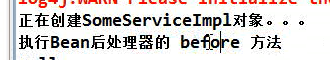 log4j:WARN Please initialize the
正在创建SomeServiceImpl对象。。。
执行Bean后处理器的 before 方法